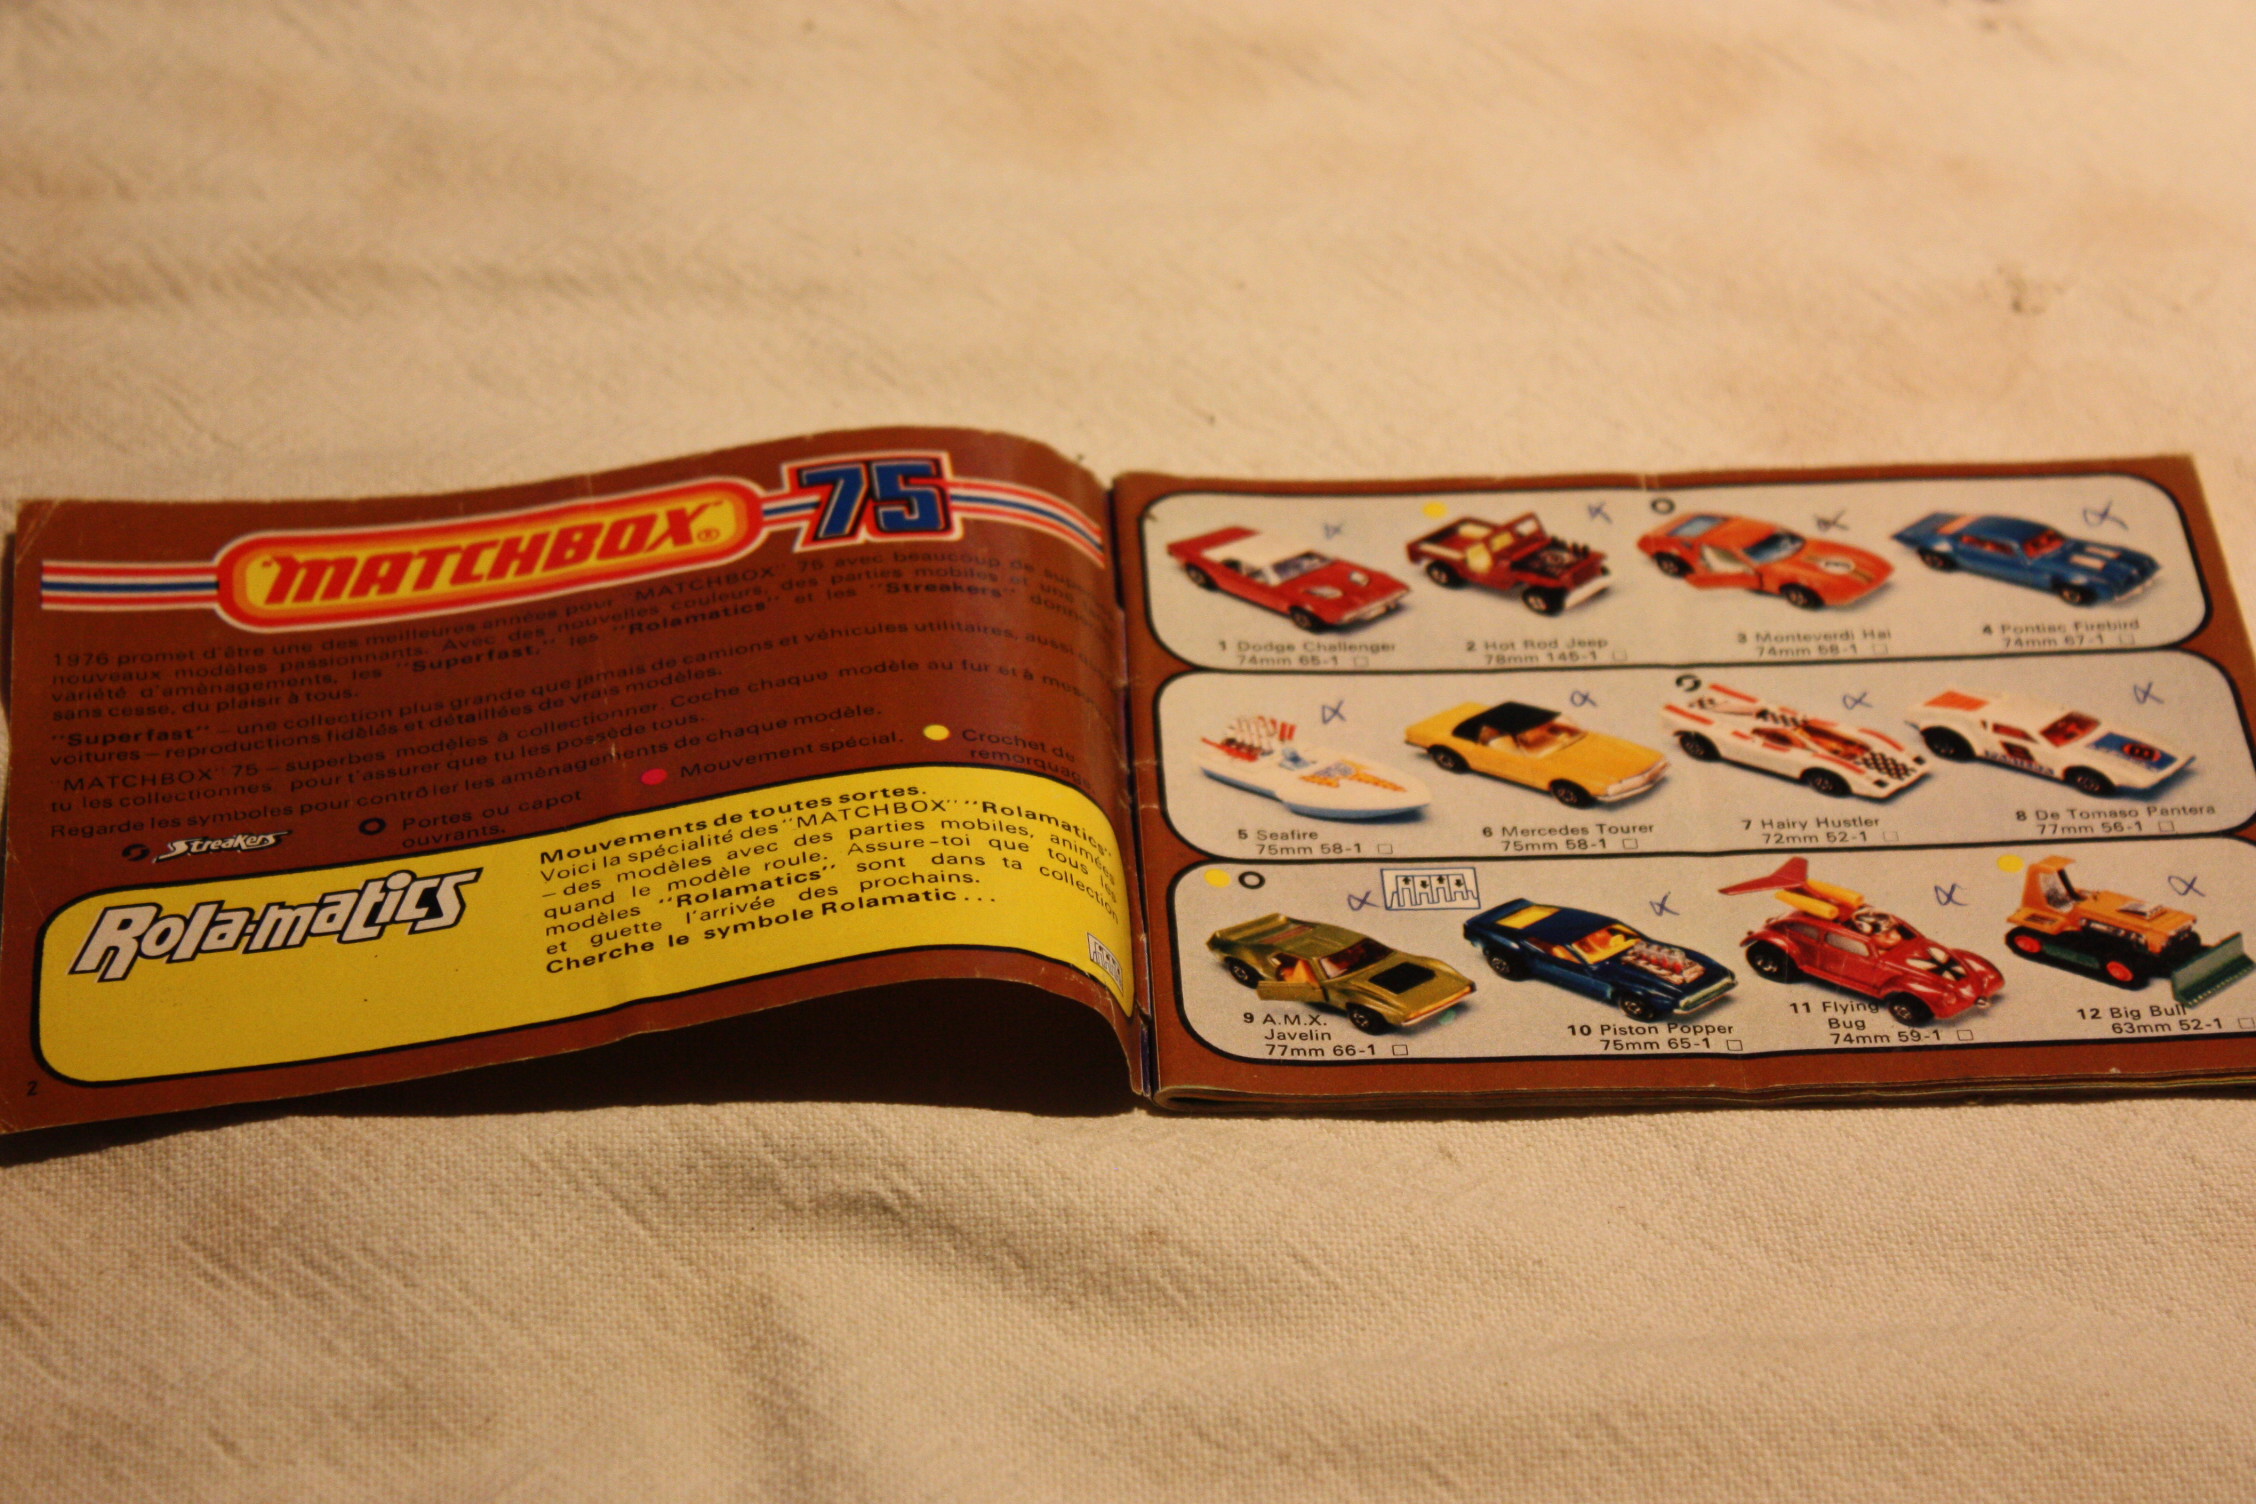 "MATCHBOX"® 75
1976 promet d'être une des meilleures années pour "MATCHBOX" 75 avec beaucoup de
nouveaux modèles passionnants. Avec des nouvelles couleurs, des parties mobiles et une
variété d'aménagements, les "Superfast," les "Rolamatics" et les "Streakers"
sans cesse, du plaisir à tous.
"Superfast" – une collection plus grande que jamais de camions et véhicules utilitaires,
voitures – reproductions fidèlés et détaillées de vrais modèles.
"MATCHBOX" 75 – superbes modèles à collectionner. Coche chaque modèle au fur et à
tu les collectionnes, pour t'assurer que tu les possède tous.
Regarde les symboles pour contrôler les aménagements de chaque modèle.
Streakers
Portes ou capot
ouvrants.
Mouvement spécial.
Crochet de
remorquage
Rola-matics
Mouvements de toutes sortes.
Voici la spécialité des "MATCHBOX" "Rolamatics"
– des modèles avec des parties mobiles, animées
quand le modèle roule. Assure-toi que tous les
modèles "Rolamatics" sont dans ta collection
et guette l'arrivée des prochains.
Cherche le symbole Rolamatic...
2
1 Dodge Challenger
74mm 65-1
2 Hot Rod Jeep
78mm 145-1
3 Monteverdi Hai
74mm 58-1
4 Pontiac Firebird
74mm 67-1
5 Seafire
75mm 58-1
6 Mercedes Tourer
75mm 58-1
7 Hairy Hustler
72mm 52-1
8 De Tomaso Pantera
77mm 56-1
9 A.M.X.
Javelin
77mm 66-1
10 Piston Popper
75mm 65-1
11 Flying
Bug
74mm 59-1
12 Big Bull
63mm 52-1